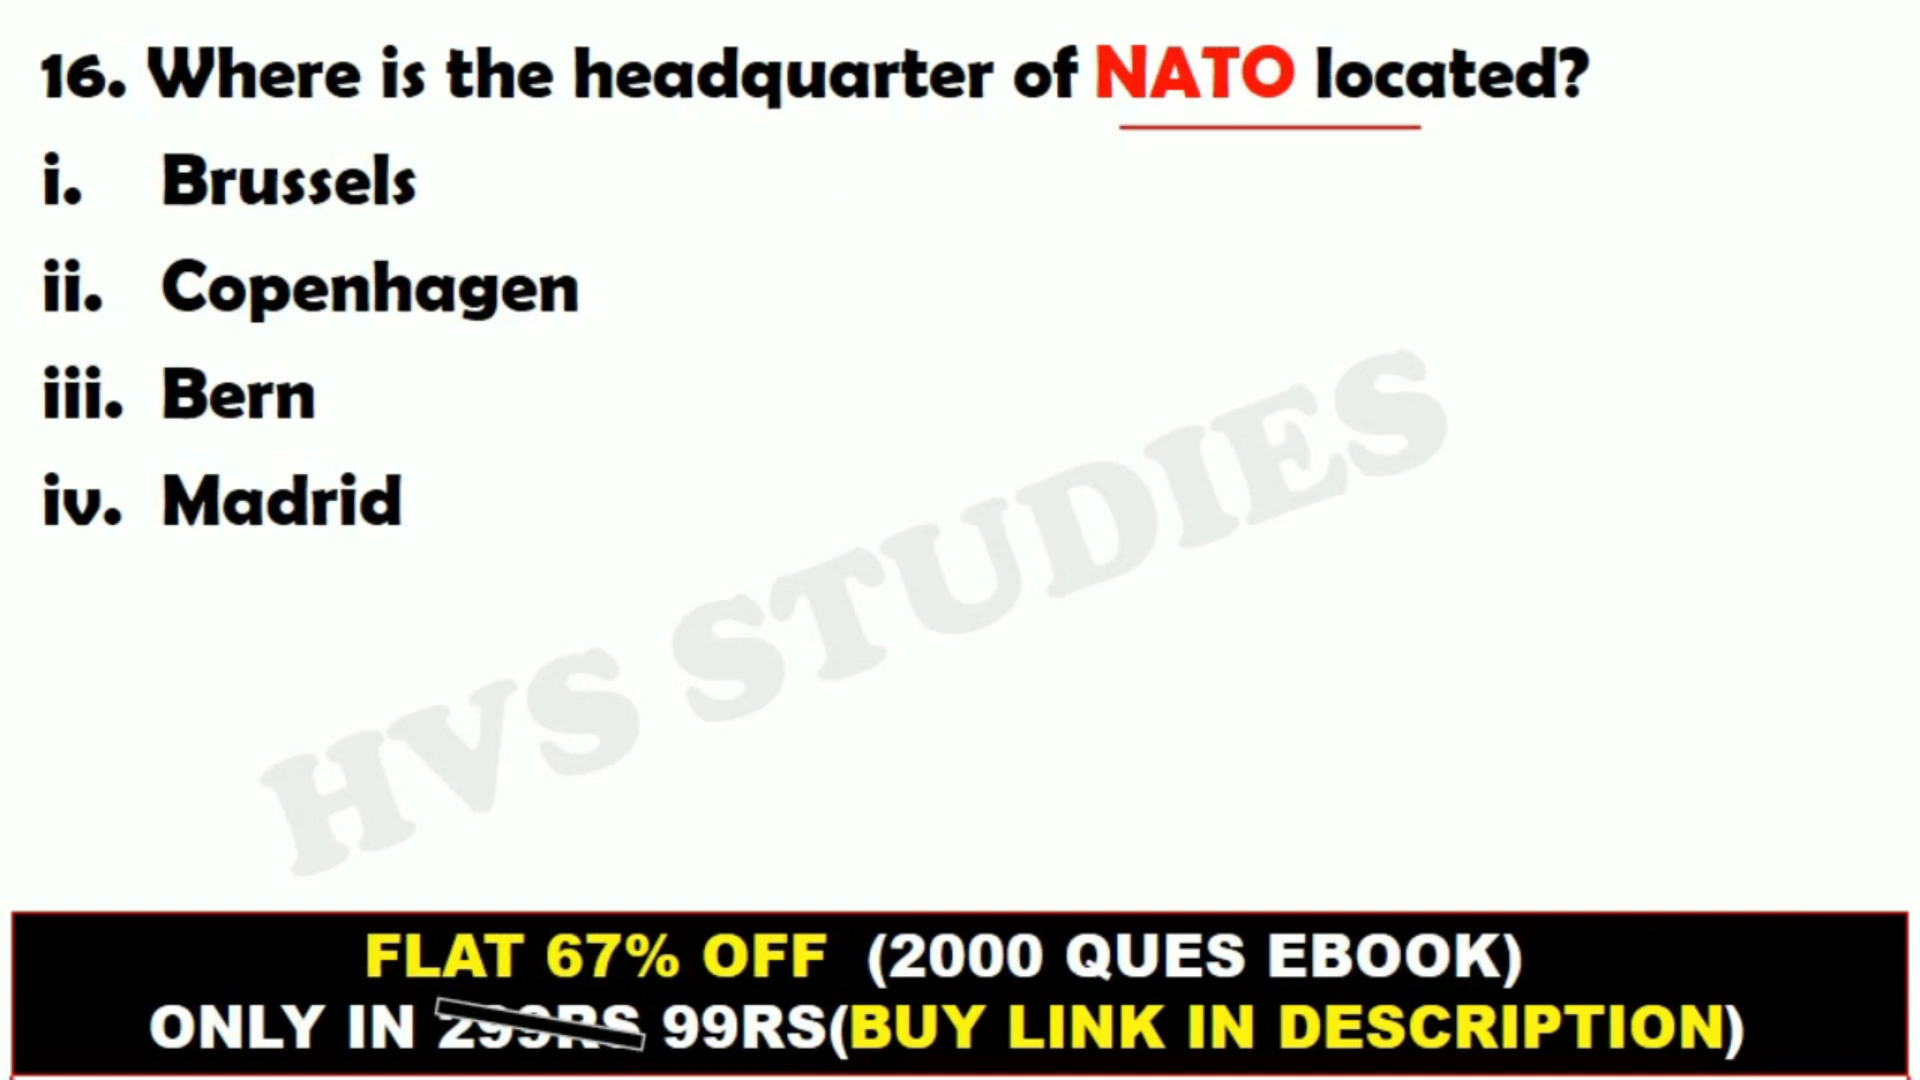 16. Where is the headquarter of NATO located?
i. Brussels
ii. Copenhagen
iii. Bern
iv. Madrid
HVS STUDIES
FLAT 67% OFF (2000 QUES EBOOK)
ONLY IN 299RS 99RS(BUY LINK IN DESCRIPTION)